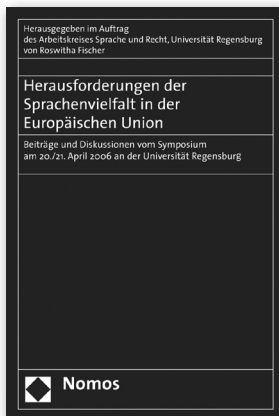 Herausgegeben im Auftrag
des Arbeitskreises Sprache und Recht, Universität Regensburg
von Roswitha Fischer
Herausforderungen der
Sprachenvielfalt in der
Europäischen Union
Beiträge und Diskussionen vom Symposium
am 20./21. April 2006 an der Universität Regensburg
Nomos